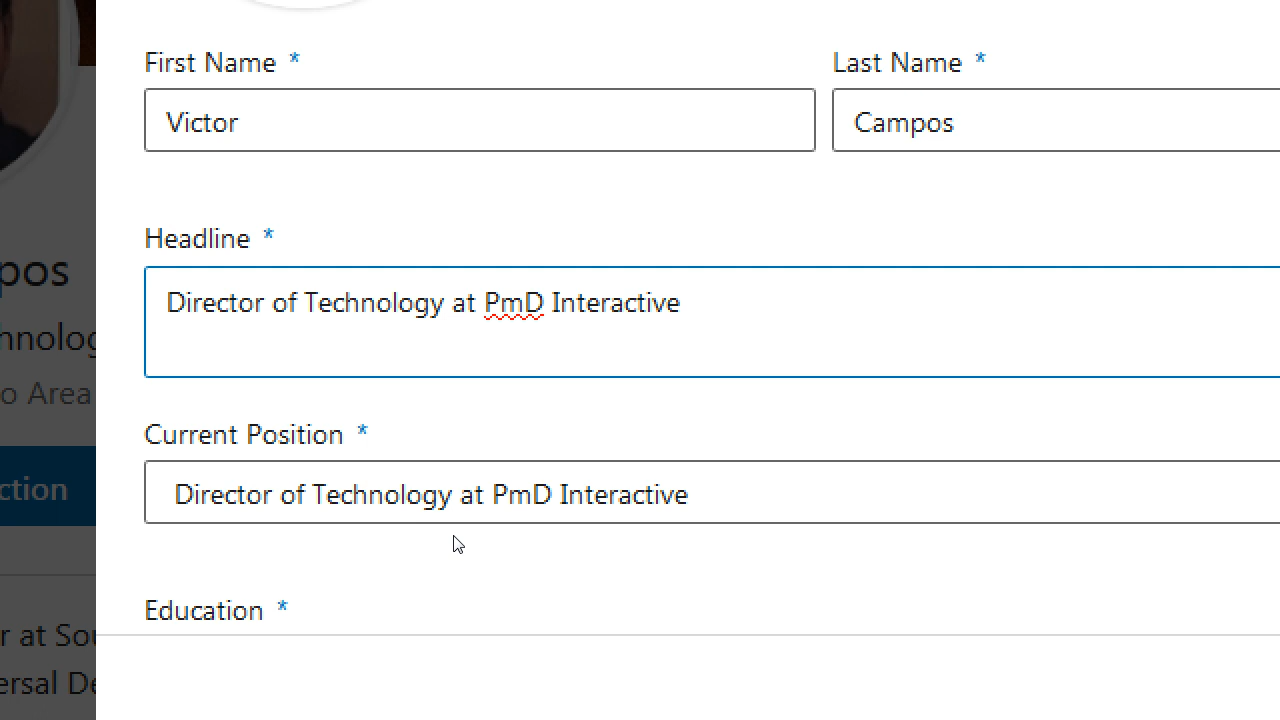 First Name *
Last Name *
Victor
Campos
Headline *
Director of Technology at PmD Interactive
Current Position *
Director of Technology at PmD Interactive
Education *
pos
hnolog
o Area
ction
r at Sou
ersal De